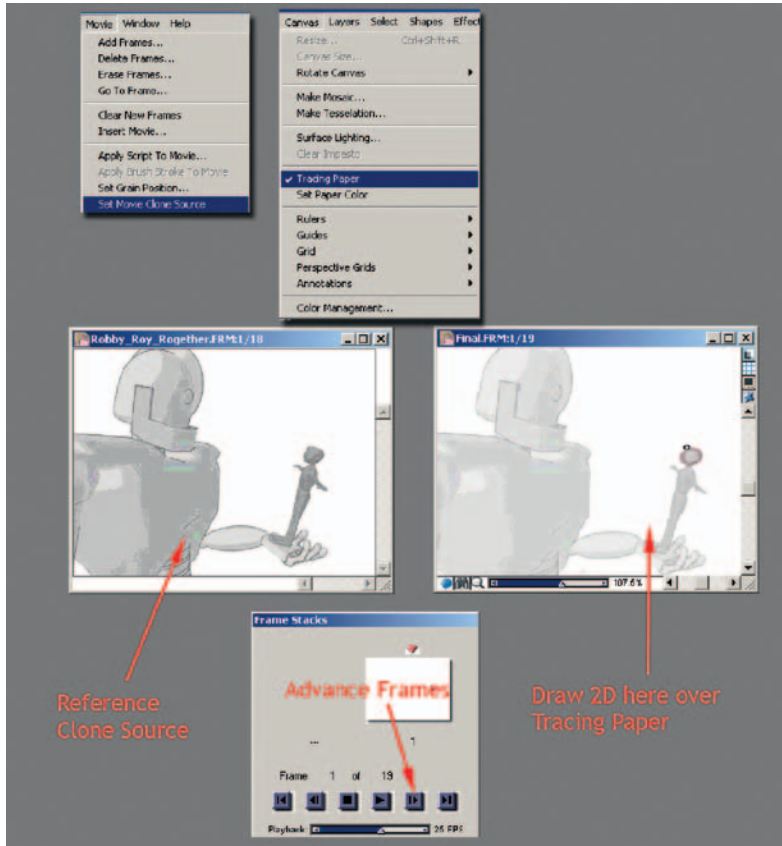 Movie Window Help
Add Frames...
Delete Frames...
Erase Frames...
Go To Frame...
Clear New Frames
Insert Movie...
Apply Script To Movie...
Apply Brush Stroke To Movie
Set Grain Position...
Set Movie Clone Source
Canvas Layers Select Shapes Effect
Resize... Ctrl+Shift+R
Canvas Size...
Rotate Canvas
Make Mosaic...
Make Tesselation...
Surface Lighting...
Clear Impasto
Tracing Paper
Set Paper Color
Rulers
Guides
Grid
Perspective Grids
Annotations
Color Management...
Robby_Roy_Rogether.FRM:1/18
Final.FRM:1/19
107.6%
Reference
Clone Source
Draw 2D here over
Tracing Paper
Frame Stacks
Advance Frames
... 1
Frame 1 of 19
Playback: 25 FPS